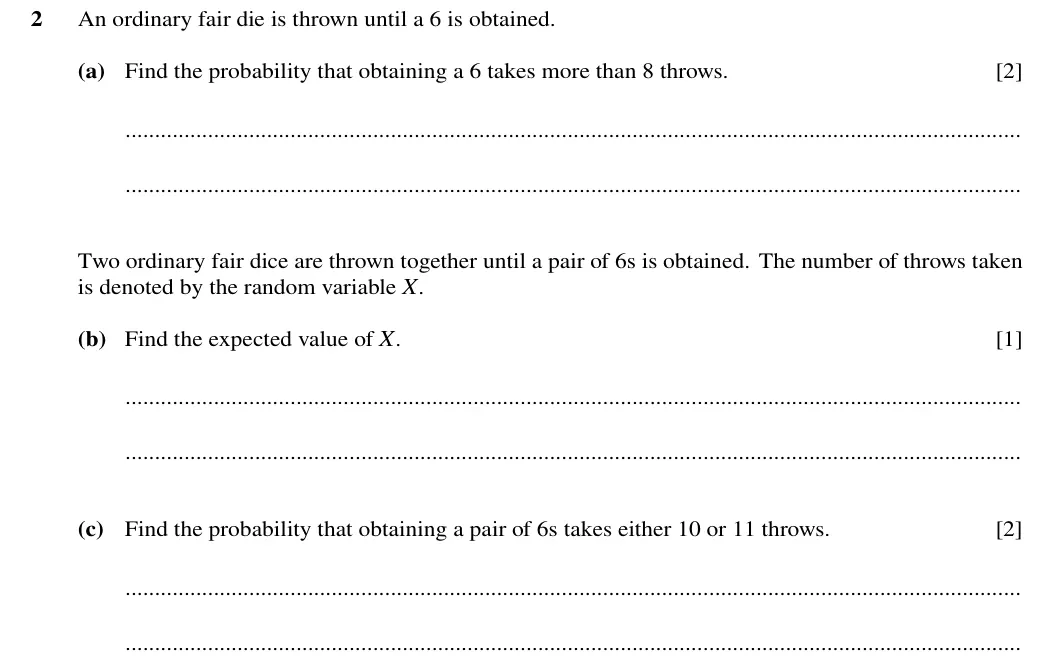 2 An ordinary fair die is thrown until a 6 is obtained.
(a) Find the probability that obtaining a 6 takes more than 8 throws. [2]
Two ordinary fair dice are thrown together until a pair of 6s is obtained. The number of throws taken
is denoted by the random variable X.
(b) Find the expected value of X. [1]
(c) Find the probability that obtaining a pair of 6s takes either 10 or 11 throws. [2]